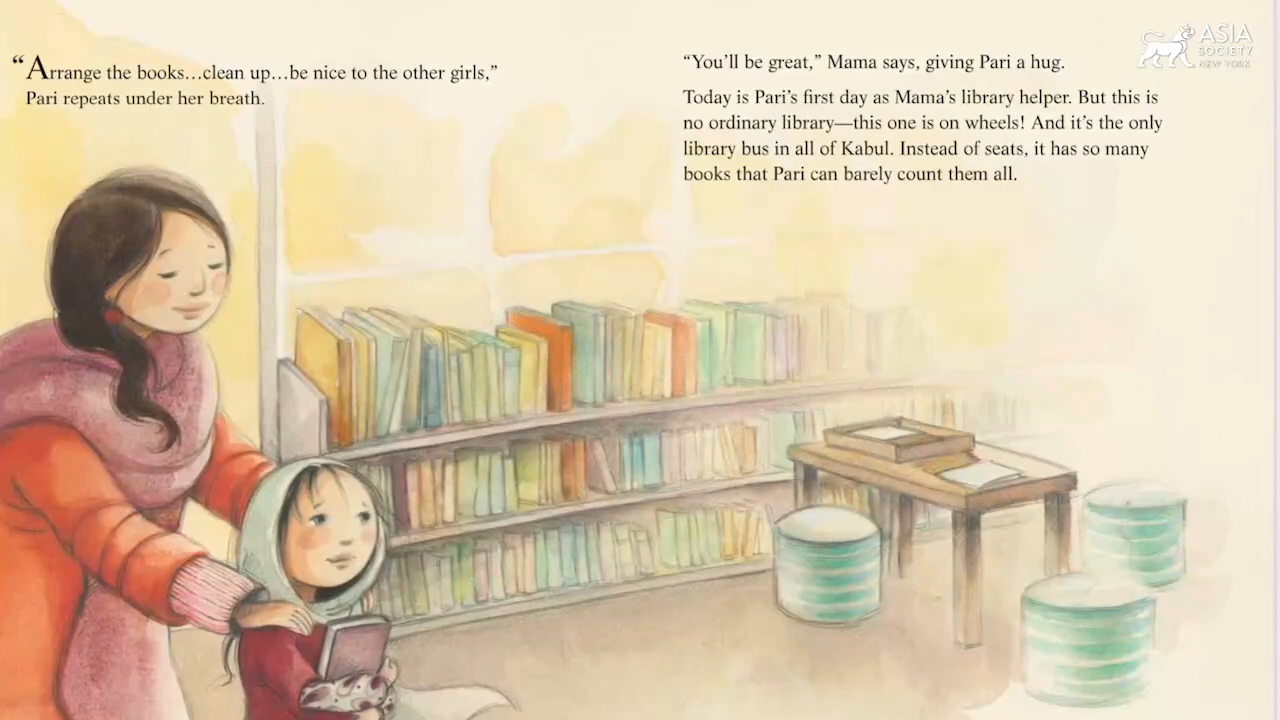 “Arrange the books…clean up…be nice to the other girls,”
Pari repeats under her breath.
“You’ll be great,” Mama says, giving Pari a hug.
Today is Pari’s first day as Mama’s library helper. But this is
no ordinary library—this one is on wheels! And it’s the only
library bus in all of Kabul. Instead of seats, it has so many
books that Pari can barely count them all.
ASIA
SOCIETY
NEW YORK